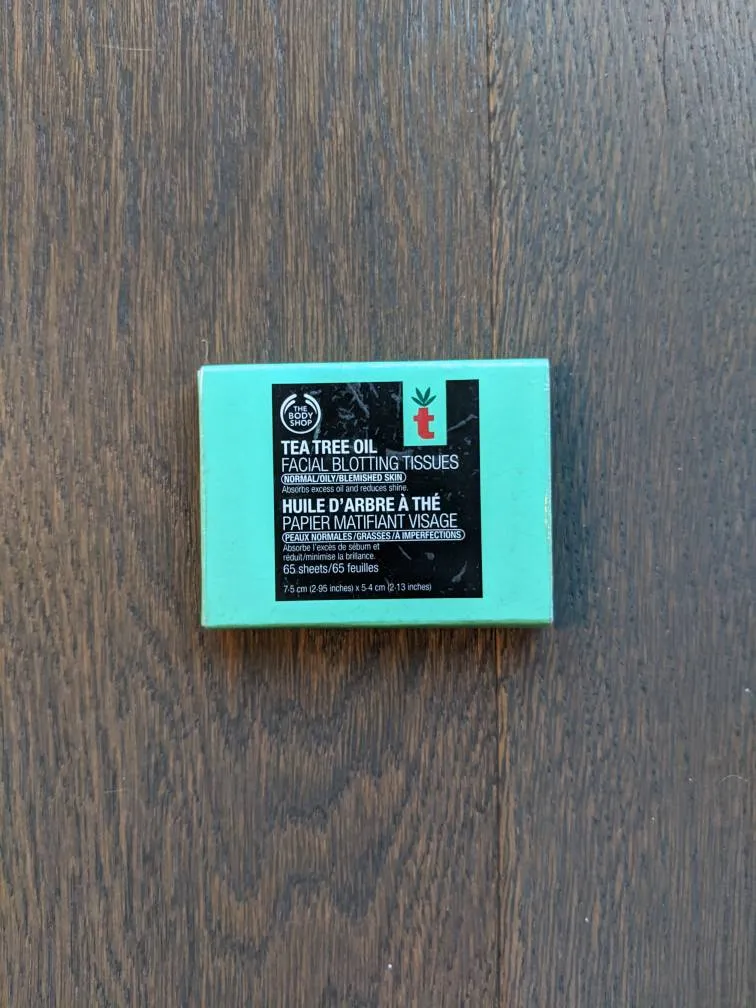 THE
BODY
SHOP
t
TEA TREE OIL
FACIAL BLOTTING TISSUES
NORMAL/OILY/BLEMISHED SKIN
Absorbs excess oil and reduces shine.
HUILE D'ARBRE À THÉ
PAPIER MATIFIANT VISAGE
PEAUX NORMALES/GRASSES/À IMPERFECTIONS
Absorbe l'excès de sébum et
réduit/minimise la brillance.
65 sheets/65 feuilles
7·5 cm (2·95 inches) x 5·4 cm (2·13 inches)